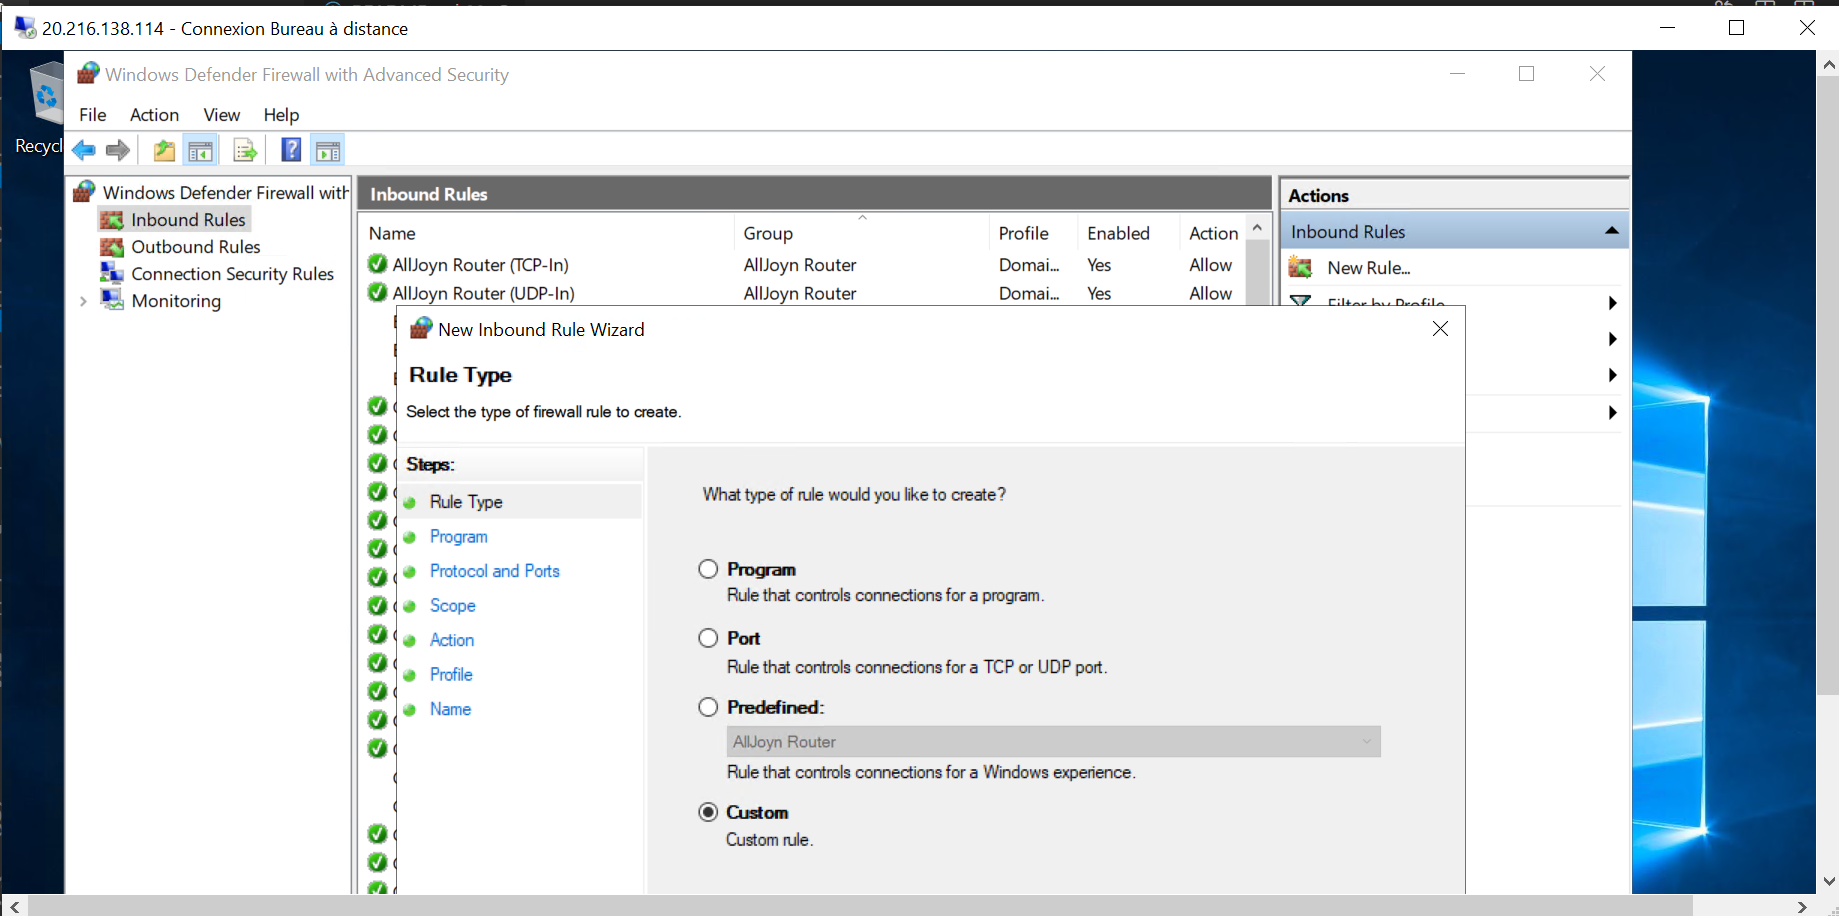 20.216.138.114 - Connexion Bureau à distance
Windows Defender Firewall with Advanced Security
File Action View Help
Recycl
Windows Defender Firewall with
Inbound Rules
Outbound Rules
Connection Security Rules
Monitoring
Inbound Rules
Name Group Profile Enabled Action
AllJoyn Router (TCP-In) AllJoyn Router Domai... Yes Allow
AllJoyn Router (UDP-In) AllJoyn Router Domai... Yes Allow
Actions
Inbound Rules
New Rule...
Filter by Profile
New Inbound Rule Wizard
Rule Type
Select the type of firewall rule to create.
Steps:
Rule Type
Program
Protocol and Ports
Scope
Action
Profile
Name
What type of rule would you like to create?
Program
Rule that controls connections for a program.
Port
Rule that controls connections for a TCP or UDP port.
Predefined:
AllJoyn Router
Rule that controls connections for a Windows experience.
Custom
Custom rule.